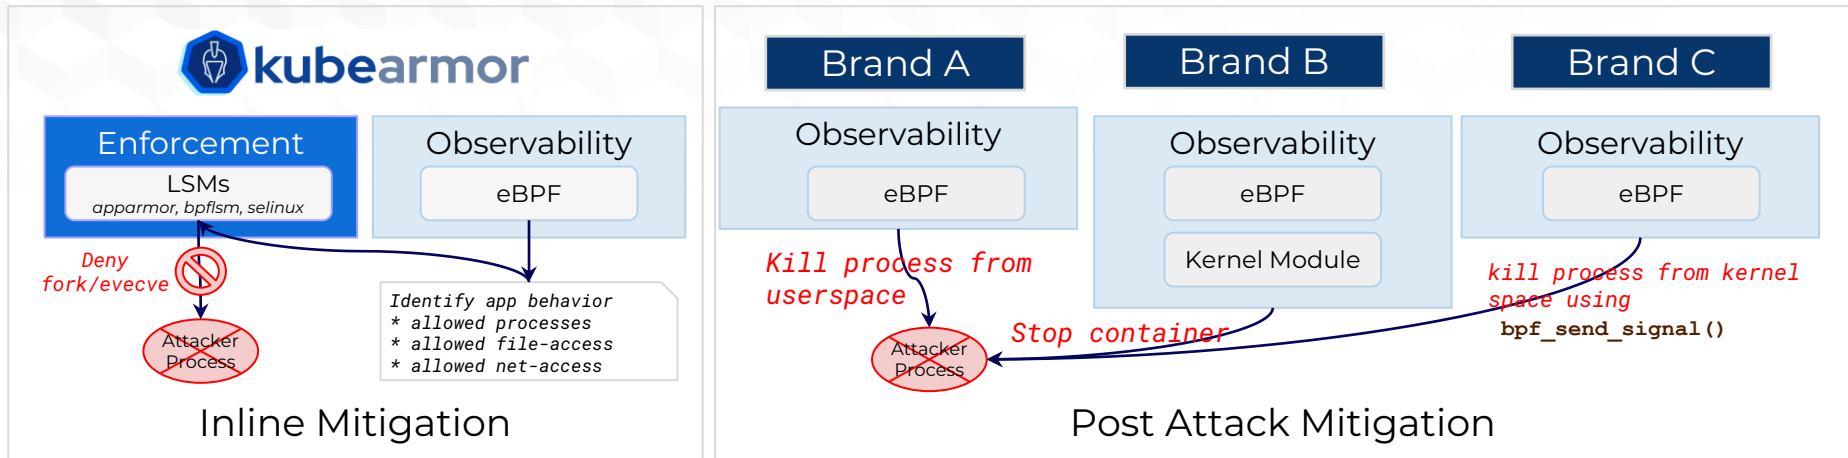 kubearmor
Enforcement
LSMs
apparmor, bpflsm, selinux
Deny
fork/evecve
Attacker
Process
Observability
eBPF
Identify app behavior
* allowed processes
* allowed file-access
* allowed net-access
Inline Mitigation
Brand A
Observability
eBPF
Kill process from
userspace
Brand B
Observability
eBPF
Kernel Module
Stop container
Brand C
Observability
eBPF
kill process from kernel
space using
bpf_send_signal()
Attacker
Process
Post Attack Mitigation